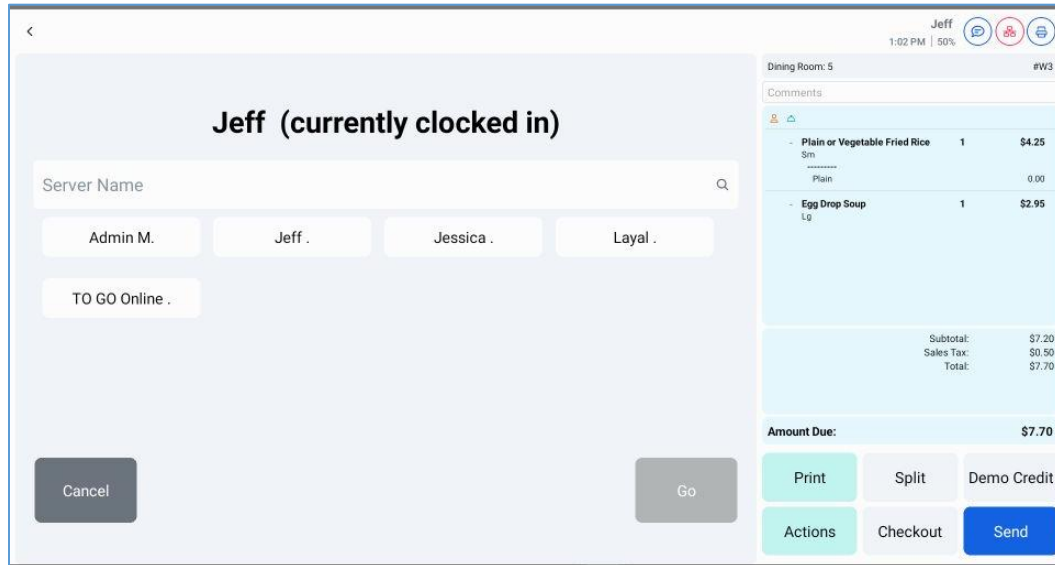 Jeff
1:02 PM | 50%
Jeff (currently clocked in)
Server Name
Admin M.
Jeff .
Jessica .
Layal .
TO GO Online .
Cancel
Go
Dining Room: 5 #W3
Comments
- Plain or Vegetable Fried Rice 1 $4.25
Sm
---------
Plain 0.00
- Egg Drop Soup 1 $2.95
Lg
Subtotal: $7.20
Sales Tax: $0.50
Total: $7.70
Amount Due: $7.70
Print
Split
Demo Credit
Actions
Checkout
Send